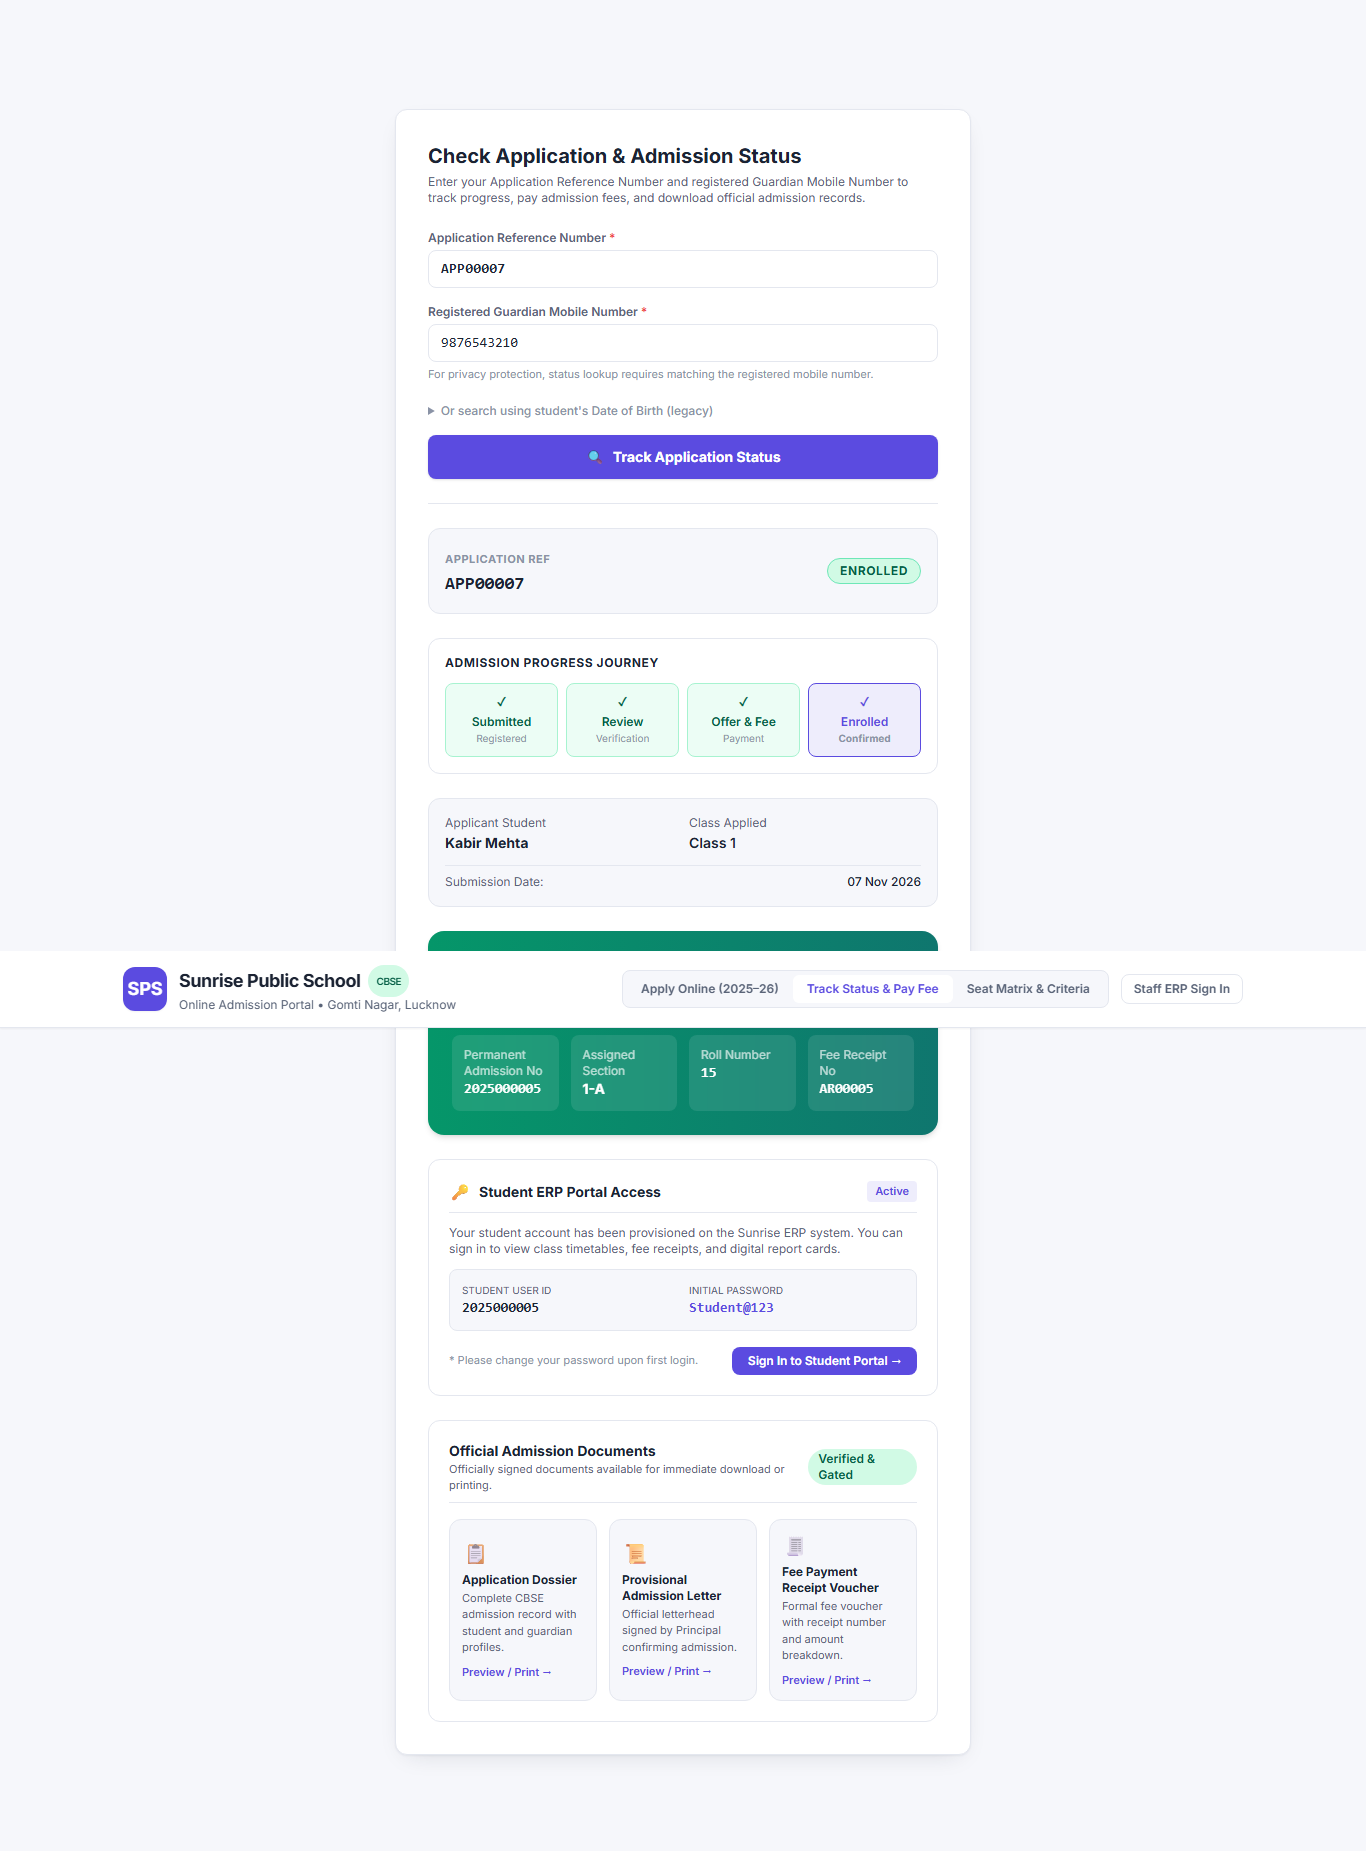 Check Application & Admission Status
Enter your Application Reference Number and registered Guardian Mobile Number to
track progress, pay admission fees, and download official admission records.
Application Reference Number *
APP00007
Registered Guardian Mobile Number *
9876543210
For privacy protection, status lookup requires matching the registered mobile number.
Or search using student's Date of Birth (legacy)
Track Application Status
APPLICATION REF
APP00007
ENROLLED
ADMISSION PROGRESS JOURNEY
✓ ✓ ✓ ✓
Submitted Review Offer & Fee Enrolled
Registered Verification Payment Confirmed
Applicant Student Class Applied
Kabir Mehta Class 1
Submission Date: 07 Nov 2026
SPS
Sunrise Public School CBSE
Online Admission Portal • Gomti Nagar, Lucknow
Apply Online (2025–26) Track Status & Pay Fee Seat Matrix & Criteria Staff ERP Sign In
Permanent
Admission No
2025000005
Assigned
Section
1-A
Roll Number
15
Fee Receipt
No
AR00005
Student ERP Portal Access Active
Your student account has been provisioned on the Sunrise ERP system. You can
sign in to view class timetables, fee receipts, and digital report cards.
STUDENT USER ID INITIAL PASSWORD
2025000005 Student@123
* Please change your password upon first login. Sign In to Student Portal →
Official Admission Documents
Officially signed documents available for immediate download or
printing.
Verified &
Gated
Application Dossier
Complete CBSE
admission record with
student and guardian
profiles.
Preview / Print →
Provisional
Admission Letter
Official letterhead
signed by Principal
confirming admission.
Preview / Print →
Fee Payment
Receipt Voucher
Formal fee voucher
with receipt number
and amount
breakdown.
Preview / Print →